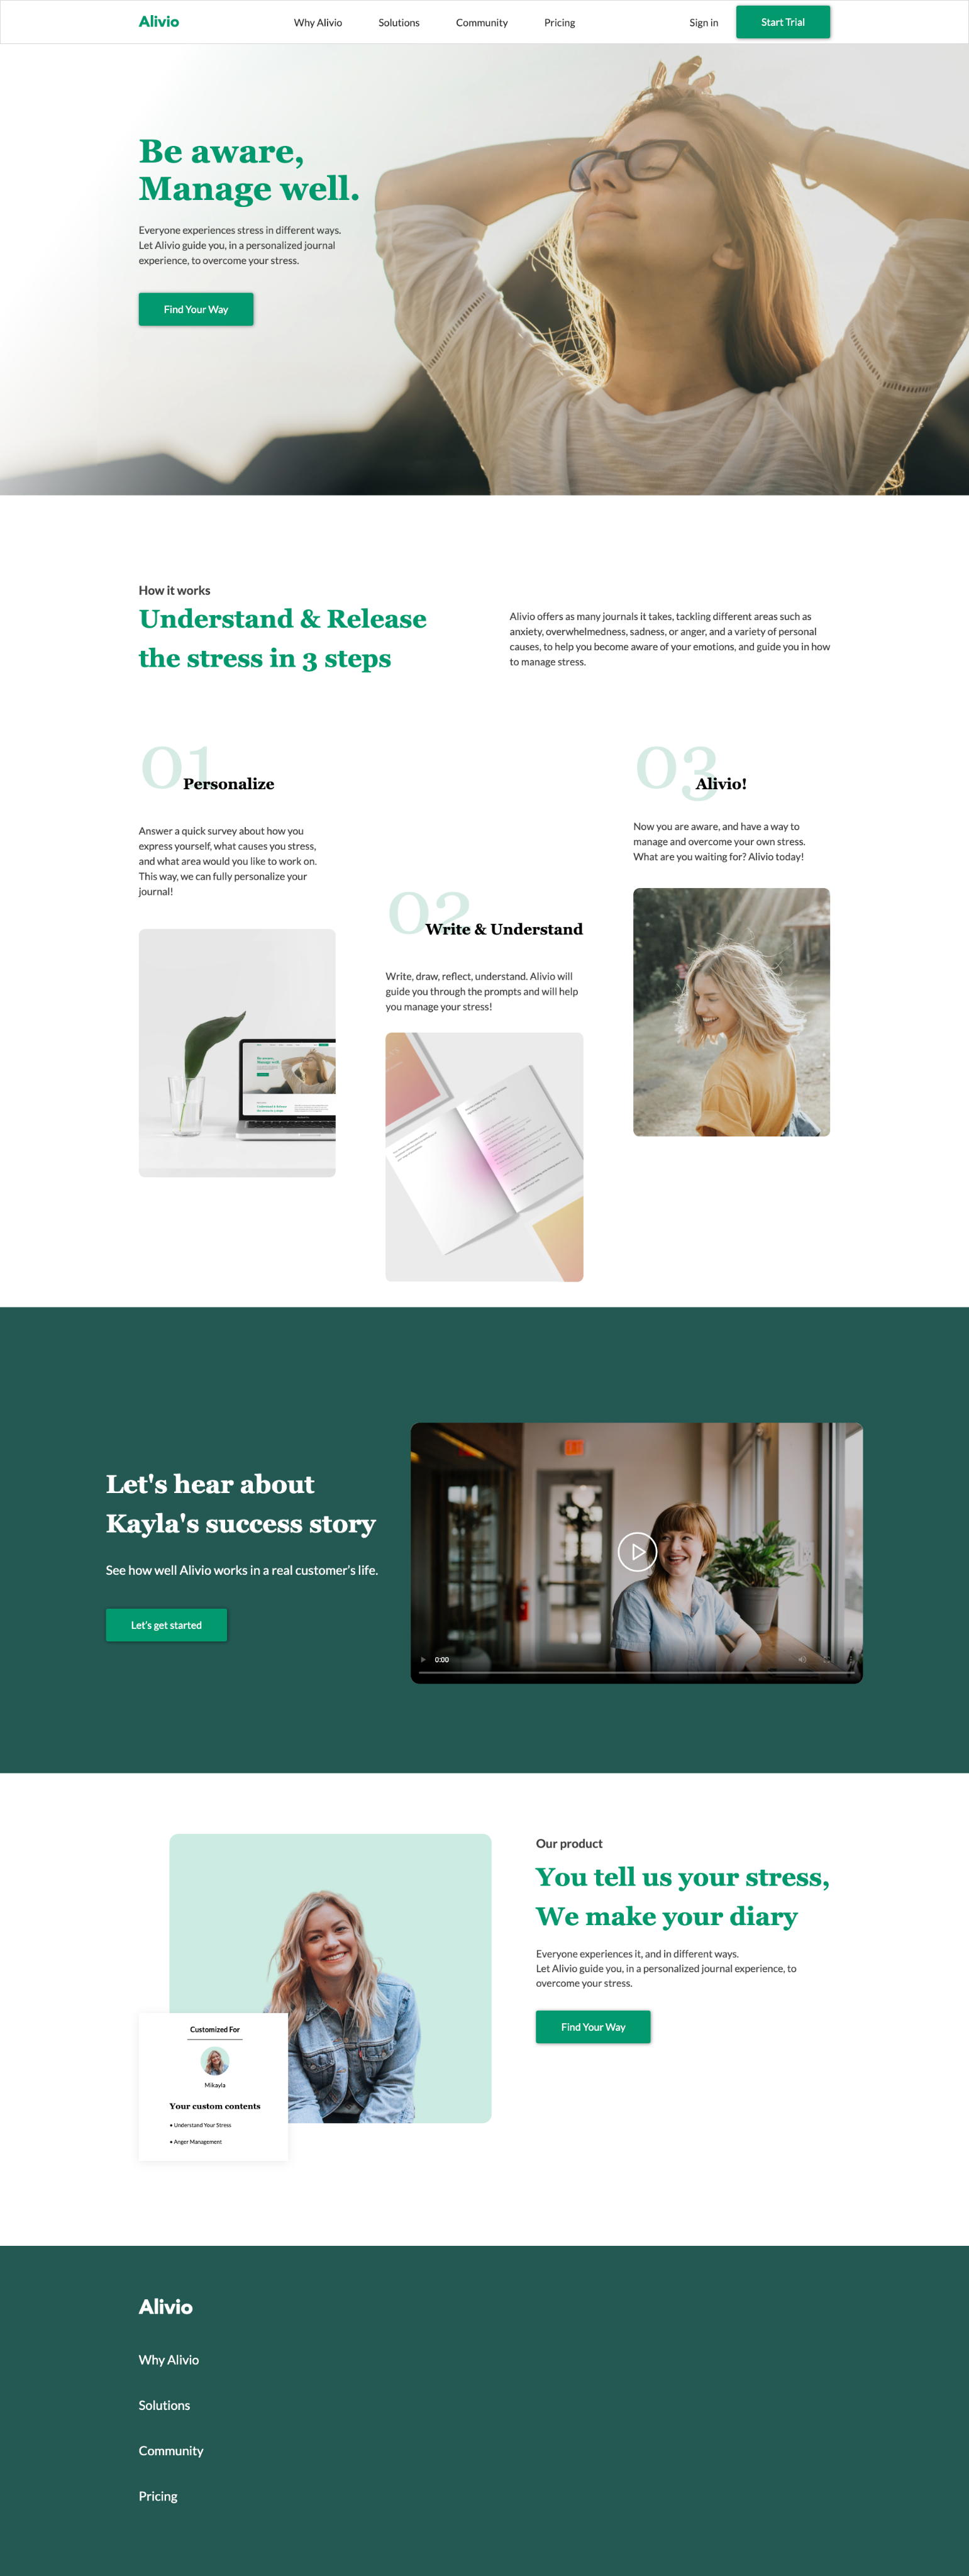 Alivio
Why Alivio
Solutions
Community
Pricing
Sign in
Start Trial
Be aware,
Manage well.
Everyone experiences stress in different ways.
Let Alivio guide you, in a personalized journal
experience, to overcome your stress.
Find Your Way
How it works
Understand & Release
the stress in 3 steps
Alivio offers as many journals it takes, tackling different areas such as
anxiety, overwhelmedness, sadness, or anger, and a variety of personal
causes, to help you become aware of your emotions, and guide you in how
to manage stress.
01
Personalize
Answer a quick survey about how you
express yourself, what causes you stress,
and what area would you like to work on.
This way, we can fully personalize your
journal!
Be aware,
Manage well.
02
Write & Understand
Write, draw, reflect, understand. Alivio will
guide you through the prompts and will help
you manage your stress!
03
Alivio!
Now you are aware, and have a way to
manage and overcome your own stress.
What are you waiting for? Alivio today!
Let's hear about
Kayla's success story
See how well Alivio works in a real customer's life.
Let's get started
0:00
Our product
You tell us your stress,
We make your diary
Everyone experiences it, and in different ways.
Let Alivio guide you, in a personalized journal experience, to
overcome your stress.
Find Your Way
Customized For
Mikayla
Your custom contents
• Understand Your Stress
• Anger Management
Alivio
Why Alivio
Solutions
Community
Pricing